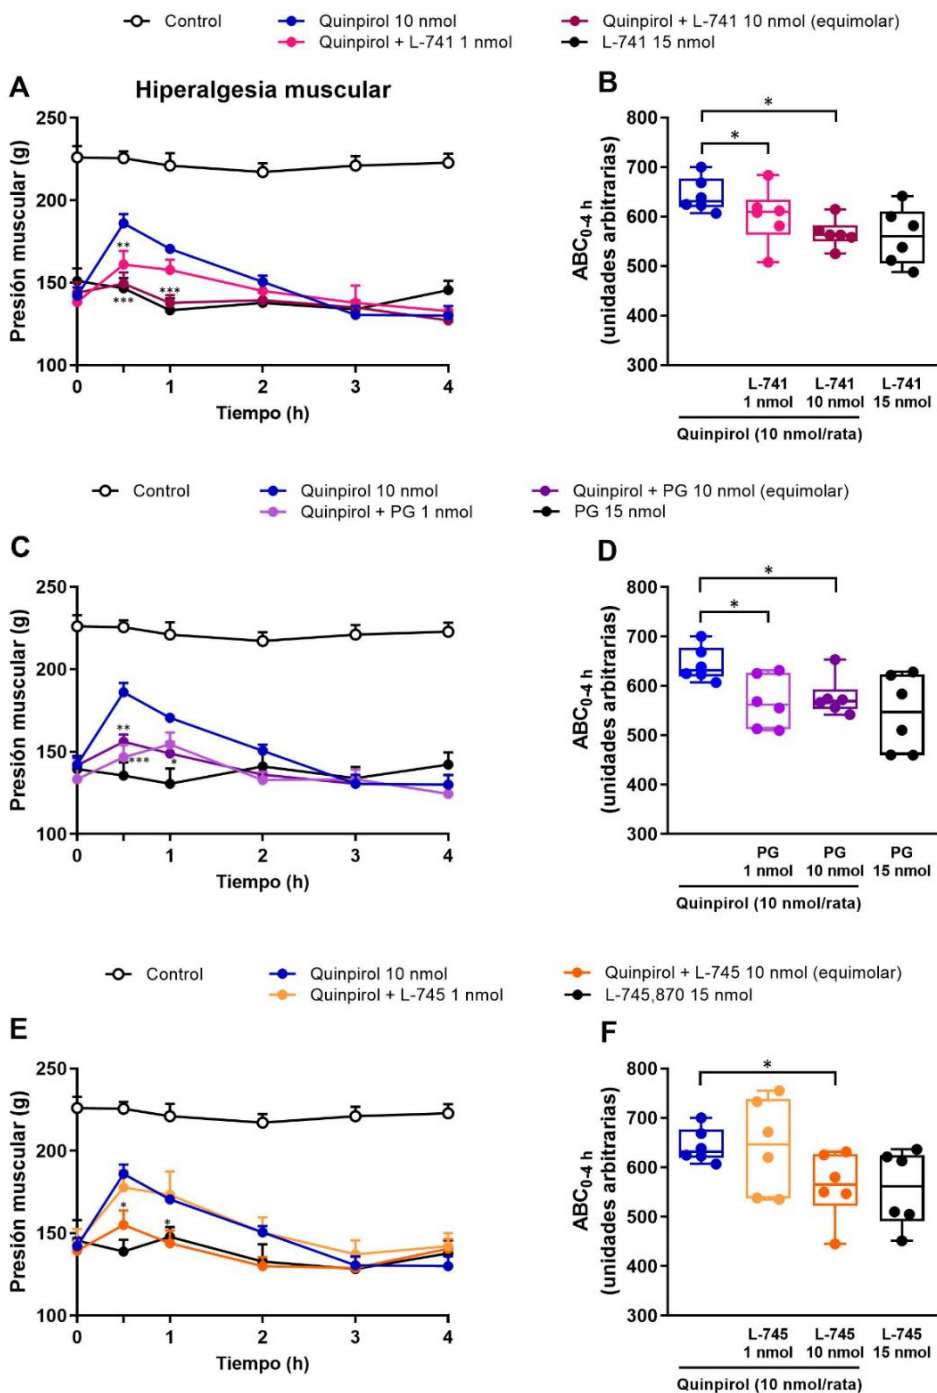 Control
Quinpirol 10 nmol
Quinpirol + L-741 10 nmol (equimolar)
Quinpirol + L-741 1 nmol
L-741 15 nmol
A
Hiperalgesia muscular
Presión muscular (g)
250
200
150
100
** *** ***
0 1 2 3 4
Tiempo (h)
B
ABC0-4 h
(unidades arbitrarias)
800
700
600
500
400
300
* *
L-741 L-741 L-741
1 nmol 10 nmol 15 nmol
Quinpirol (10 nmol/rata)
Control
Quinpirol 10 nmol
Quinpirol + PG 10 nmol (equimolar)
Quinpirol + PG 1 nmol
PG 15 nmol
C
Presión muscular (g)
250
200
150
100
** *** *
0 1 2 3 4
Tiempo (h)
D
ABC0-4 h
(unidades arbitrarias)
800
700
600
500
400
300
* *
PG PG PG
1 nmol 10 nmol 15 nmol
Quinpirol (10 nmol/rata)
Control
Quinpirol 10 nmol
Quinpirol + L-745 10 nmol (equimolar)
Quinpirol + L-745 1 nmol
L-745,870 15 nmol
E
Presión muscular (g)
250
200
150
100
* *
0 1 2 3 4
Tiempo (h)
F
ABC0-4 h
(unidades arbitrarias)
800
700
600
500
400
300
*
L-745 L-745 L-745
1 nmol 10 nmol 15 nmol
Quinpirol (10 nmol/rata)